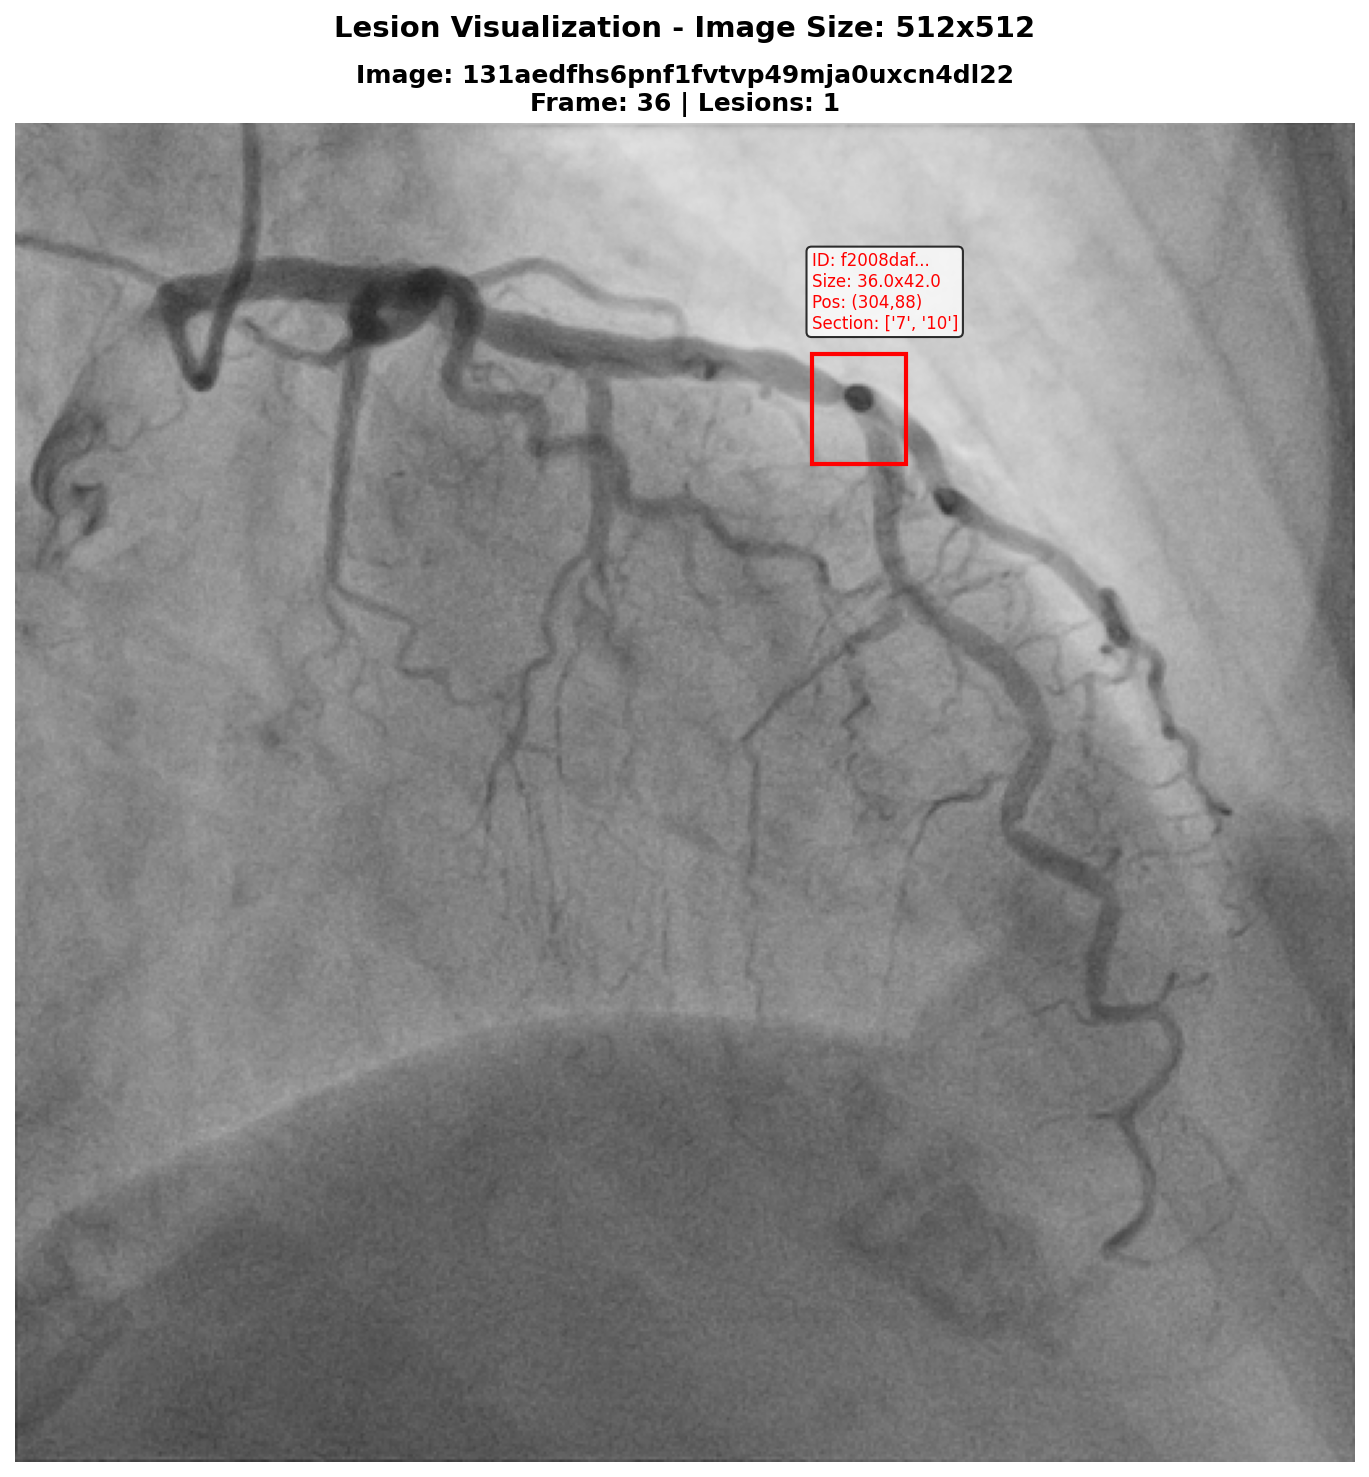 Lesion Visualization - Image Size: 512x512
Image: 131aedfhs6pnf1fvtvp49mja0uxcn4dl22
Frame: 36 | Lesions: 1
ID: f2008daf...
Size: 36.0x42.0
Pos: (304,88)
Section: ['7', '10']